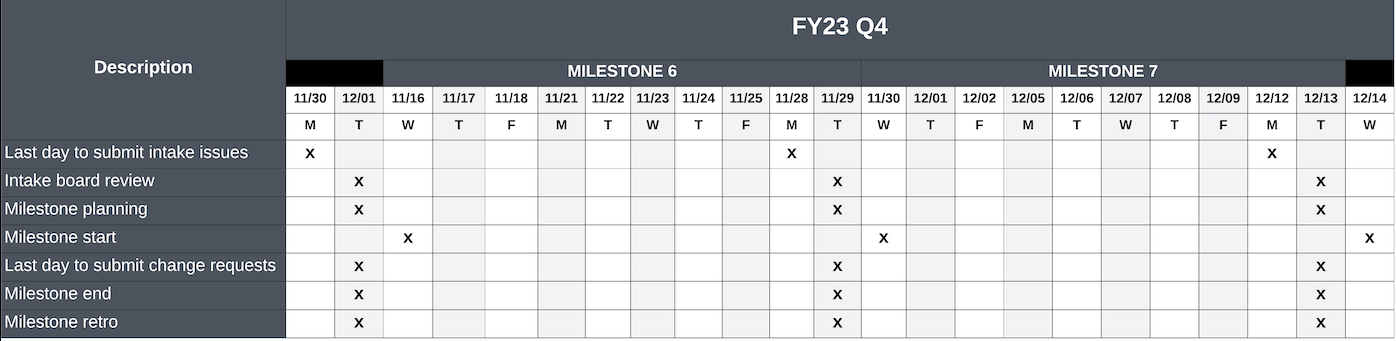 FY23 Q4
Description
MILESTONE 6 MILESTONE 7
11/30 12/01 11/16 11/17 11/18 11/21 11/22 11/23 11/24 11/25 11/28 11/29 11/30 12/01 12/02 12/05 12/06 12/07 12/08 12/09 12/12 12/13 12/14
M T W T F M T W T F M T W T F M T W T F M T W
Last day to submit intake issues X X X
Intake board review X X X
Milestone planning X X X
Milestone start X X X
Last day to submit change requests X X X
Milestone end X X X
Milestone retro X X X